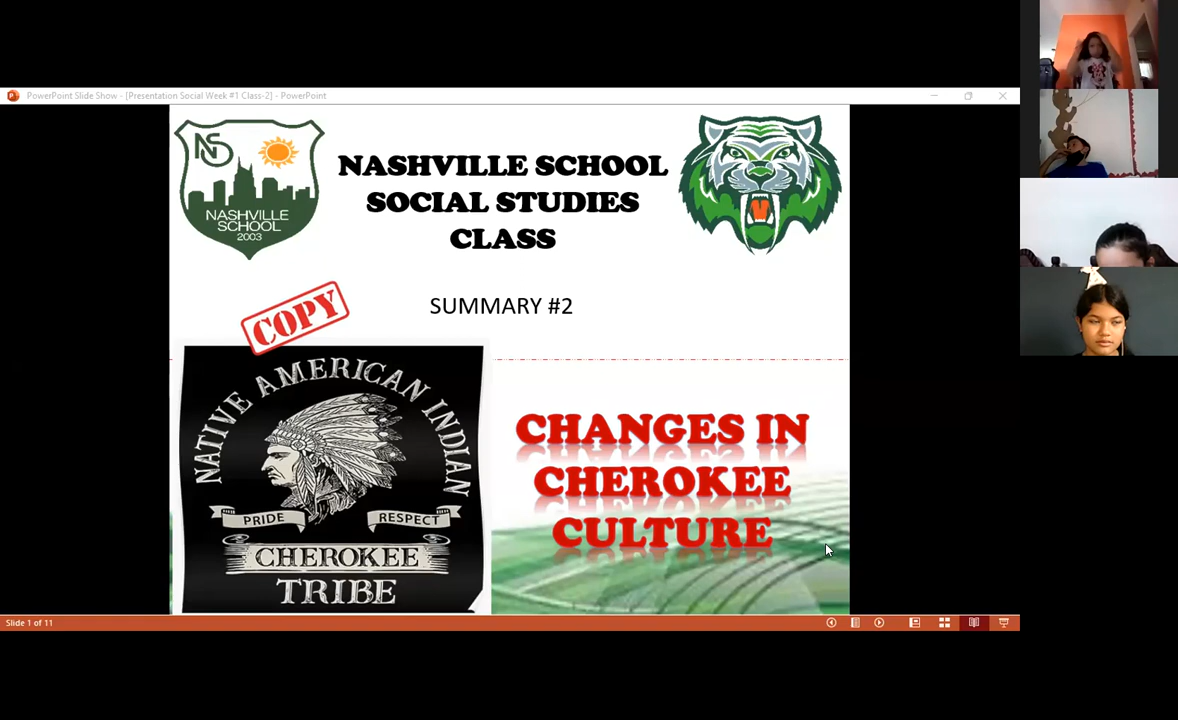 PowerPoint Slide Show - [Presentation Social Week #1 Class-2] - PowerPoint
NS
NASHVILLE
SCHOOL
2003
NASHVILLE SCHOOL
SOCIAL STUDIES
CLASS
SUMMARY #2
COPY
NATIVE AMERICAN INDIAN
PRIDE RESPECT
CHEROKEE
TRIBE
CHANGES IN
CHEROKEE
CULTURE
Slide 1 of 11